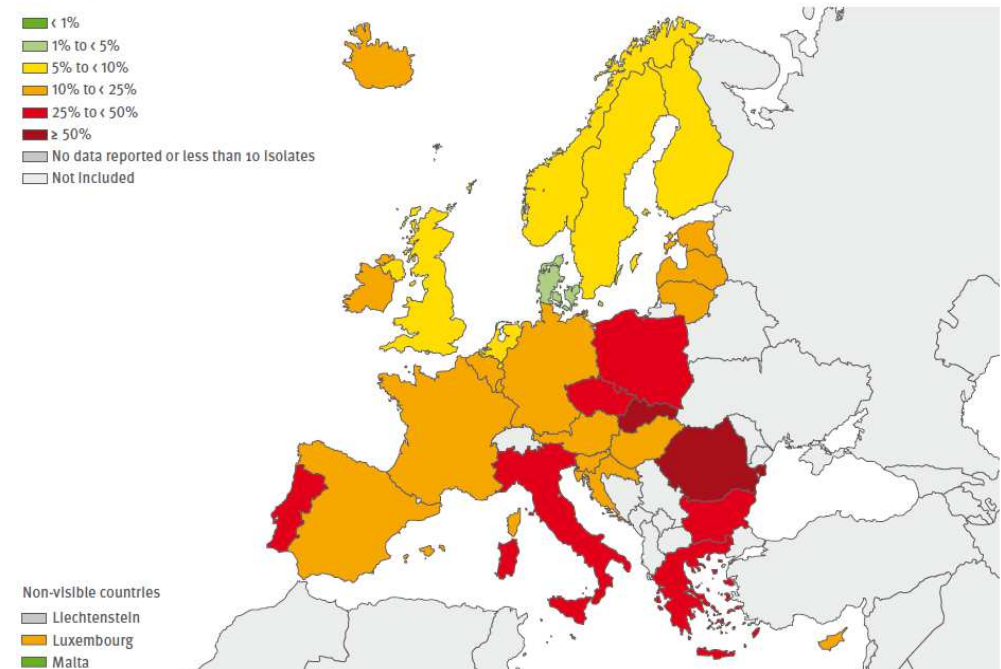 < 1%
1% to < 5%
5% to < 10%
10% to < 25%
25% to < 50%
≥ 50%
No data reported or less than 10 isolates
Not included
Non-visible countries
Liechtenstein
Luxembourg
Malta